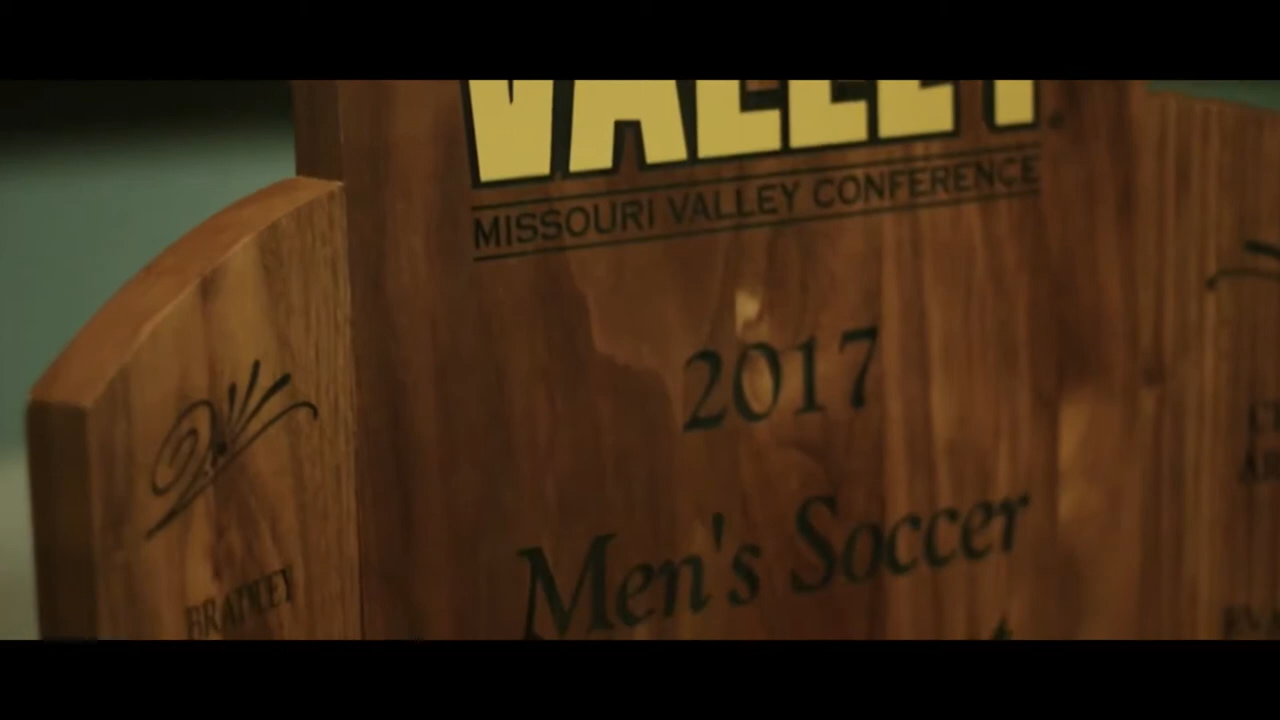 VALLEY
MISSOURI VALLEY CONFERENCE
2017
Men's Soccer
BRADLEY